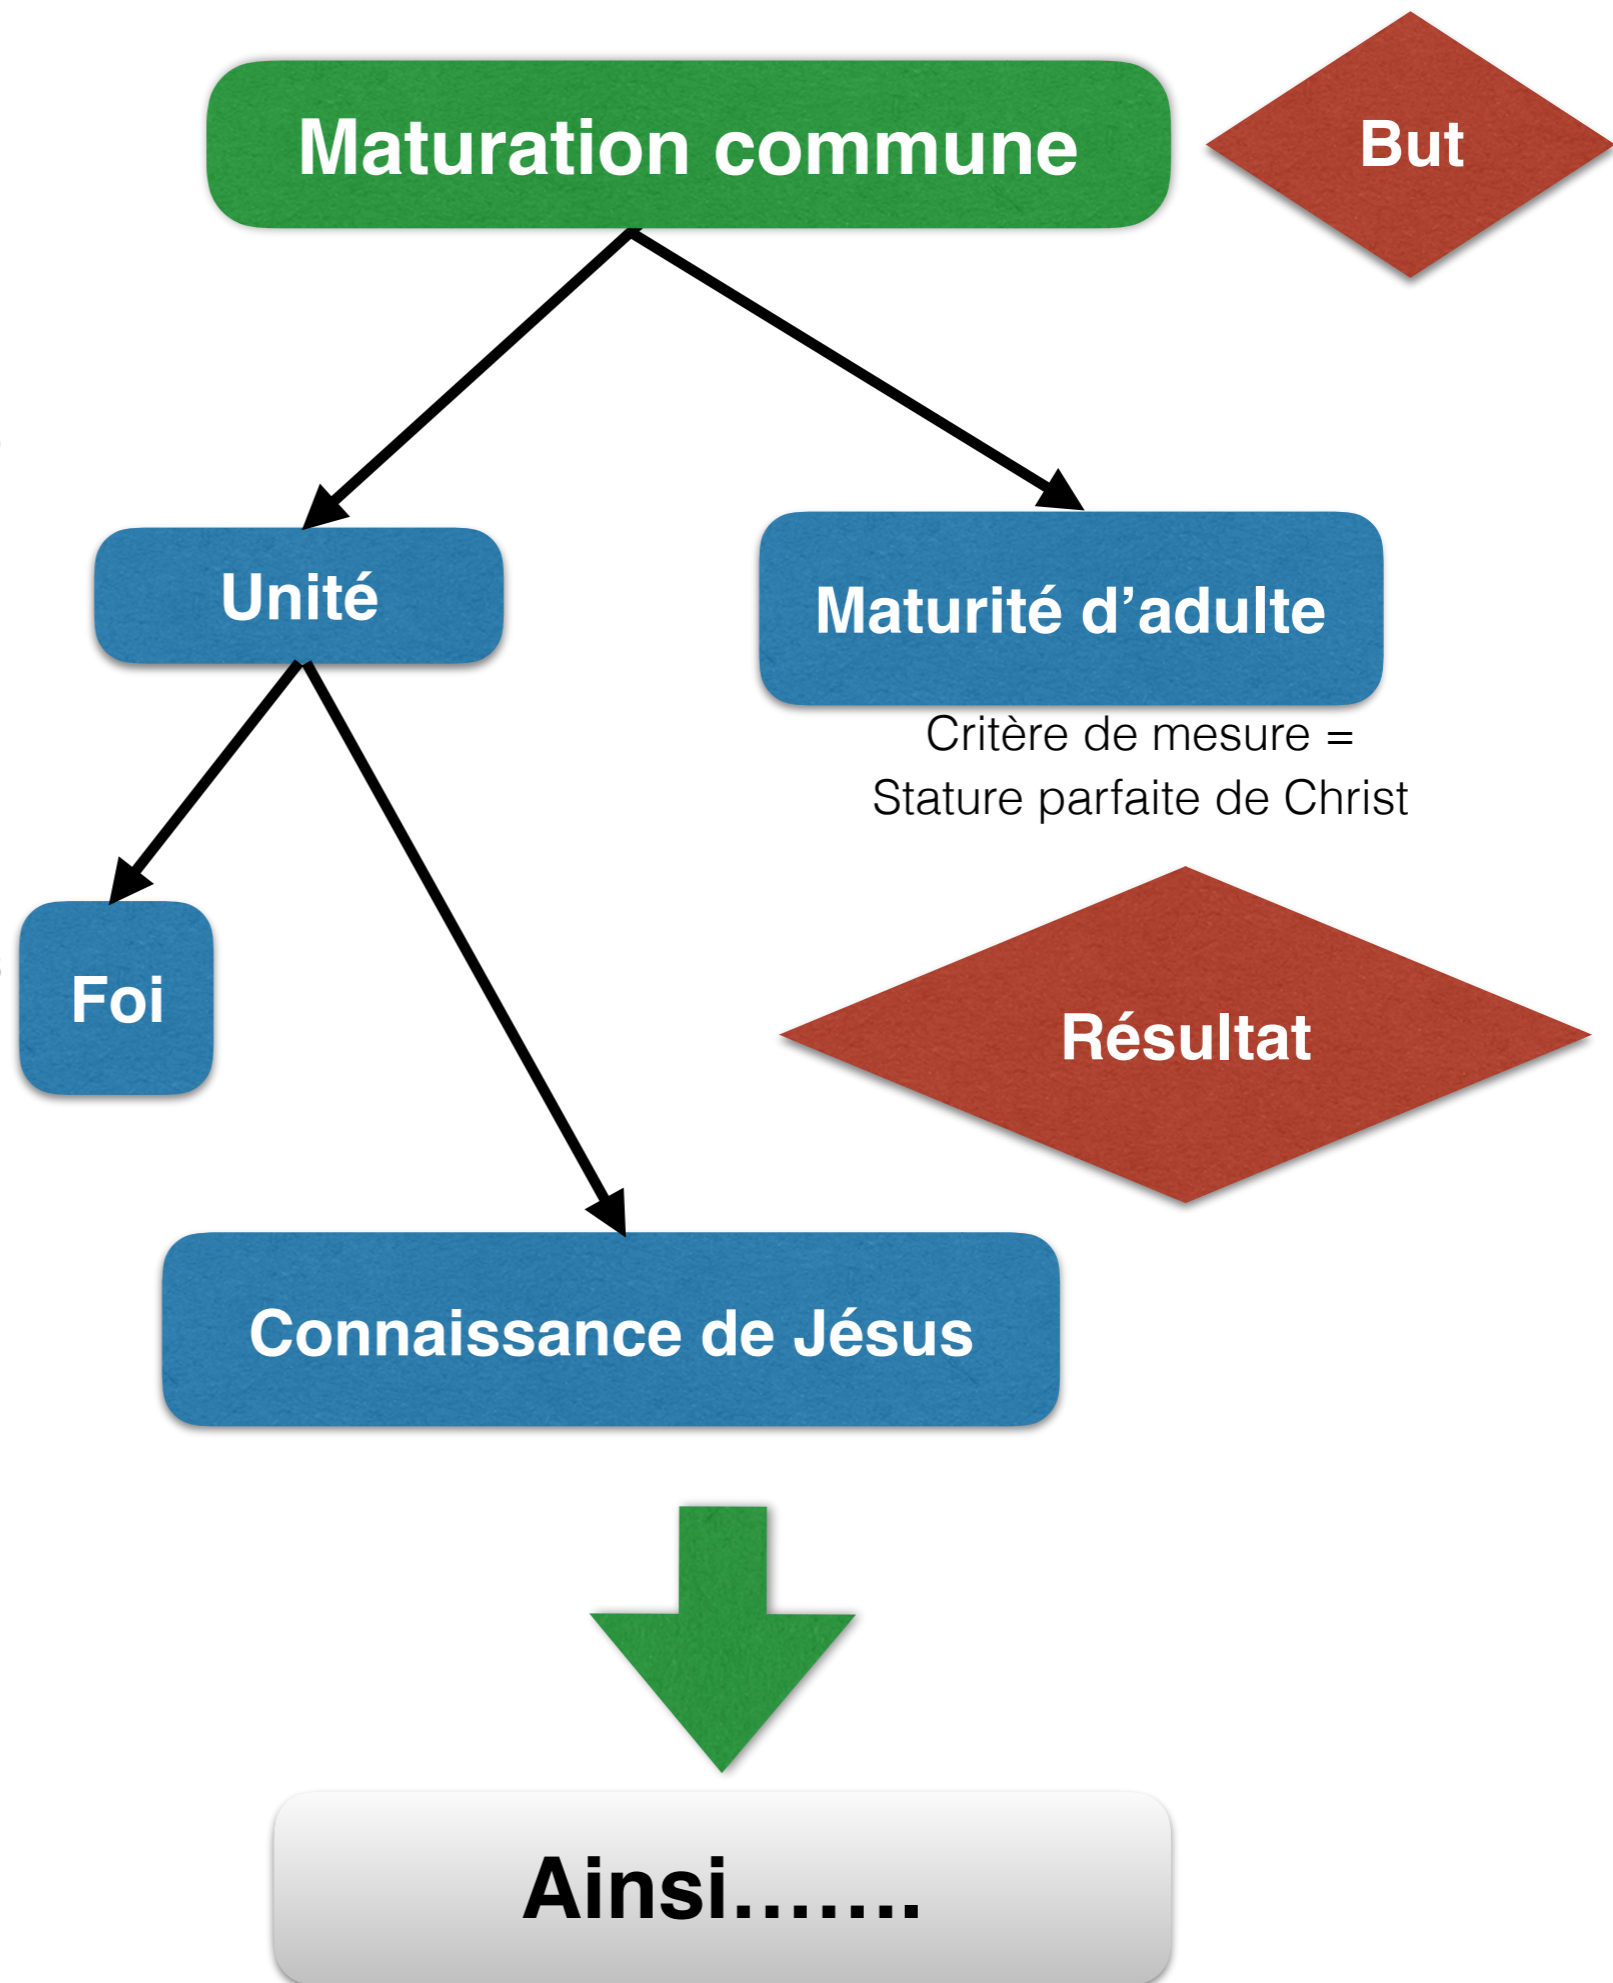 Maturation commune
But
Unité
Maturité d’adulte
Critère de mesure =
Stature parfaite de Christ
Foi
Résultat
Connaissance de Jésus
Ainsi…….